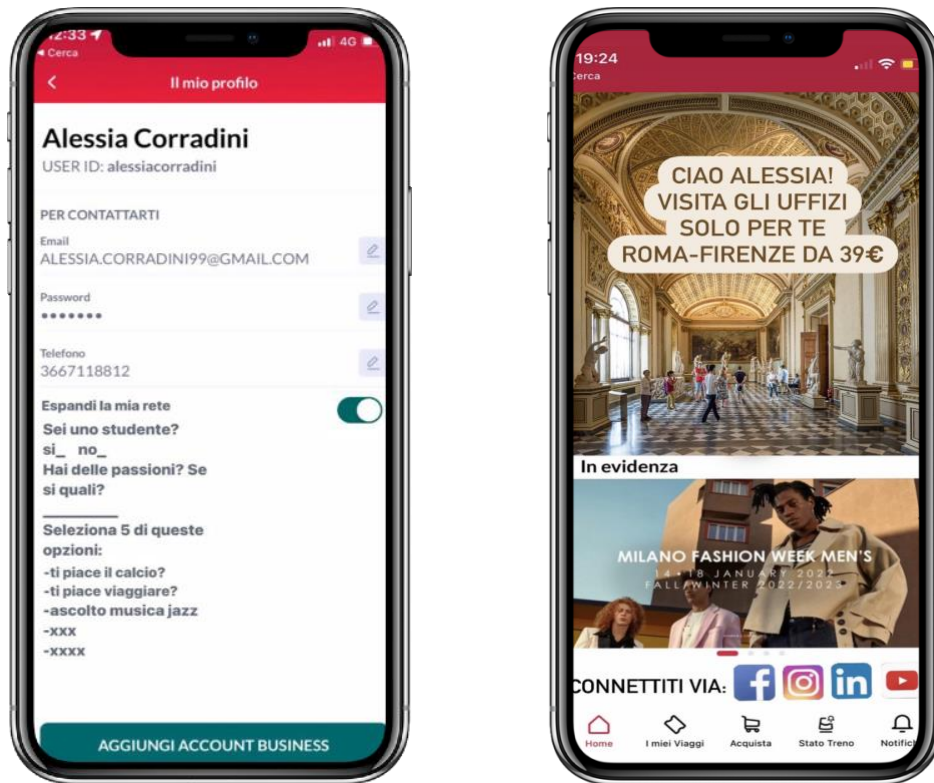 12:33
4G
Cerca
Il mio profilo
Alessia Corradini
USER ID: alessiacorradini
PER CONTATTARTI
Email
ALESSIA.CORRADINI99@GMAIL.COM
Password
•••••••
Telefono
3667118812
Espandi la mia rete
Sei uno studente?
si_ no_
Hai delle passioni? Se
si quali?
________
Seleziona 5 di queste
opzioni:
-ti piace il calcio?
-ti piace viaggiare?
-ascolto musica jazz
-xxx
-xxxx
AGGIUNGI ACCOUNT BUSINESS
19:24
Cerca
CIAO ALESSIA!
VISITA GLI UFFIZI
SOLO PER TE
ROMA-FIRENZE DA 39€
In evidenza
MILANO FASHION WEEK MEN'S
14•18 JANUARY 2022
FALL/WINTER 2022/2023
CONNETTITI VIA:
Home
I miei Viaggi
Acquista
Stato Treno
Notifich